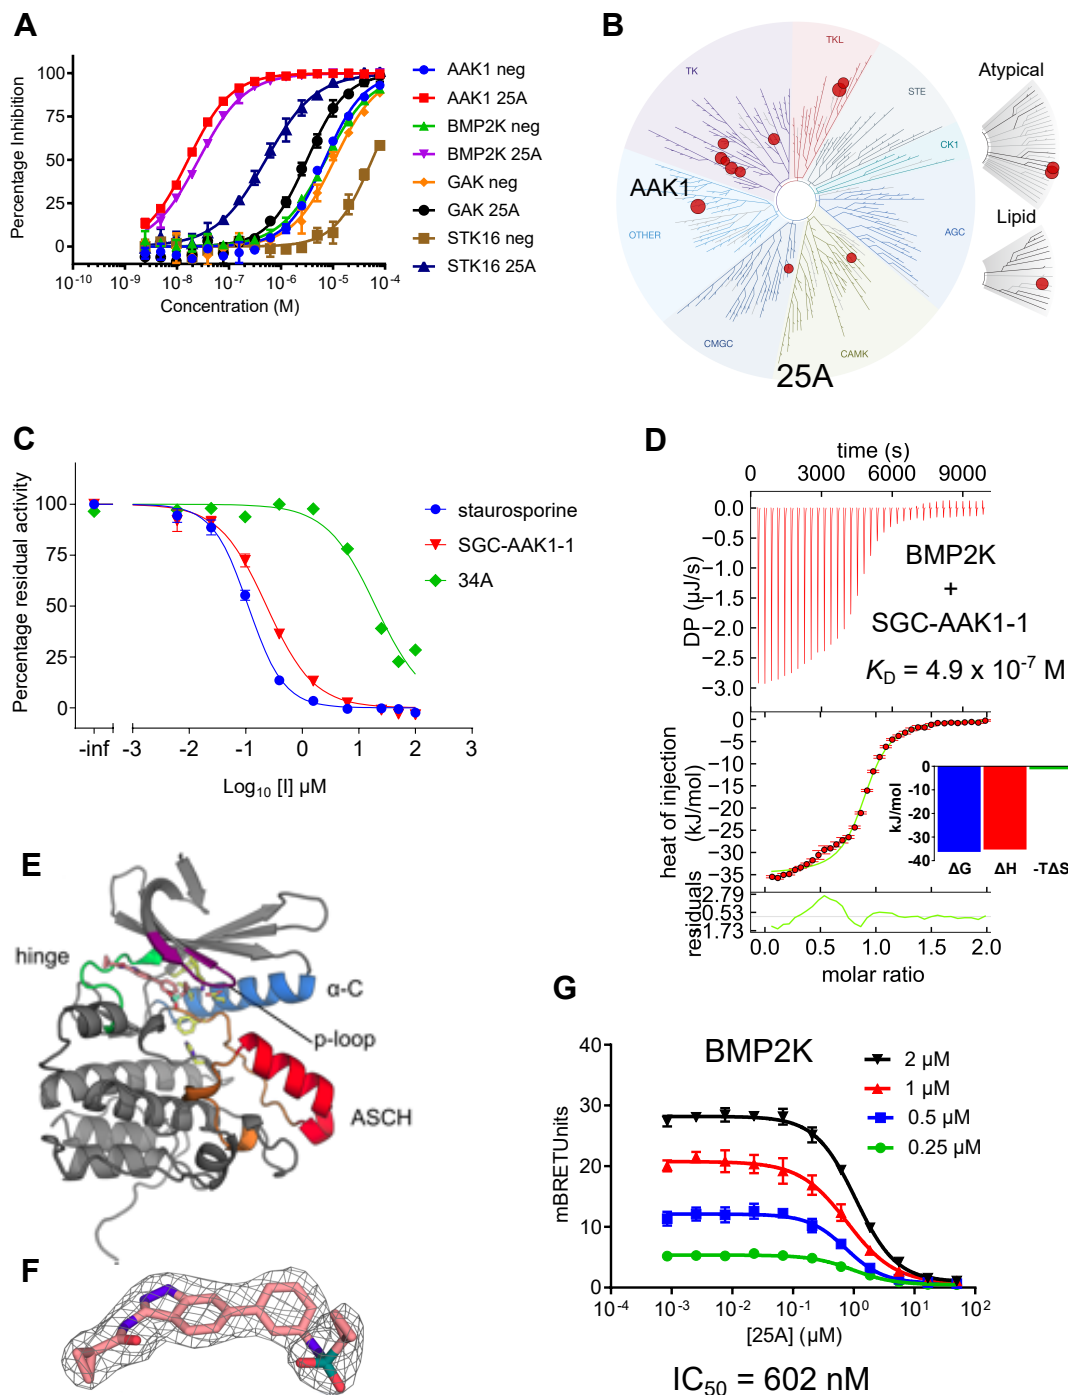 A
Percentage Inhibition
100
75
50
25
0
10-10
10-9
10-8
10-7
10-6
10-5
10-4
Concentration (M)
AAK1 neg
AAK1 25A
BMP2K neg
BMP2K 25A
GAK neg
GAK 25A
STK16 neg
STK16 25A
B
TK
TKL
STE
CK1
AGC
CAMK
CMGC
OTHER
AAK1
25A
Atypical
Lipid
C
Percentage residual activity
100
75
50
25
0
-inf
-3
-2
-1
0
1
2
3
Log10 [I] µM
staurosporine
SGC-AAK1-1
34A
D
time (s)
0 3000 6000 9000
DP (µJ/s)
0.0
−0.5
−1.0
−1.5
−2.0
−2.5
−3.0
BMP2K
+
SGC-AAK1-1
KD = 4.9 x 10-7 M
heat of injection
(kJ/mol)
0
−5
−10
−15
−20
−25
−30
−35
kJ/mol
0
-10
-20
-30
-40
ΔG ΔH -TΔS
residuals
2.79
0.53
−1.73
0.0 0.5 1.0 1.5 2.0
molar ratio
E
hinge
α-C
p-loop
ASCH
F
G
BMP2K
mBRETUnits
40
30
20
10
0
10-4
10-3
10-2
10-1
100
101
102
[25A] (µM)
2 µM
1 µM
0.5 µM
0.25 µM
IC50 = 602 nM